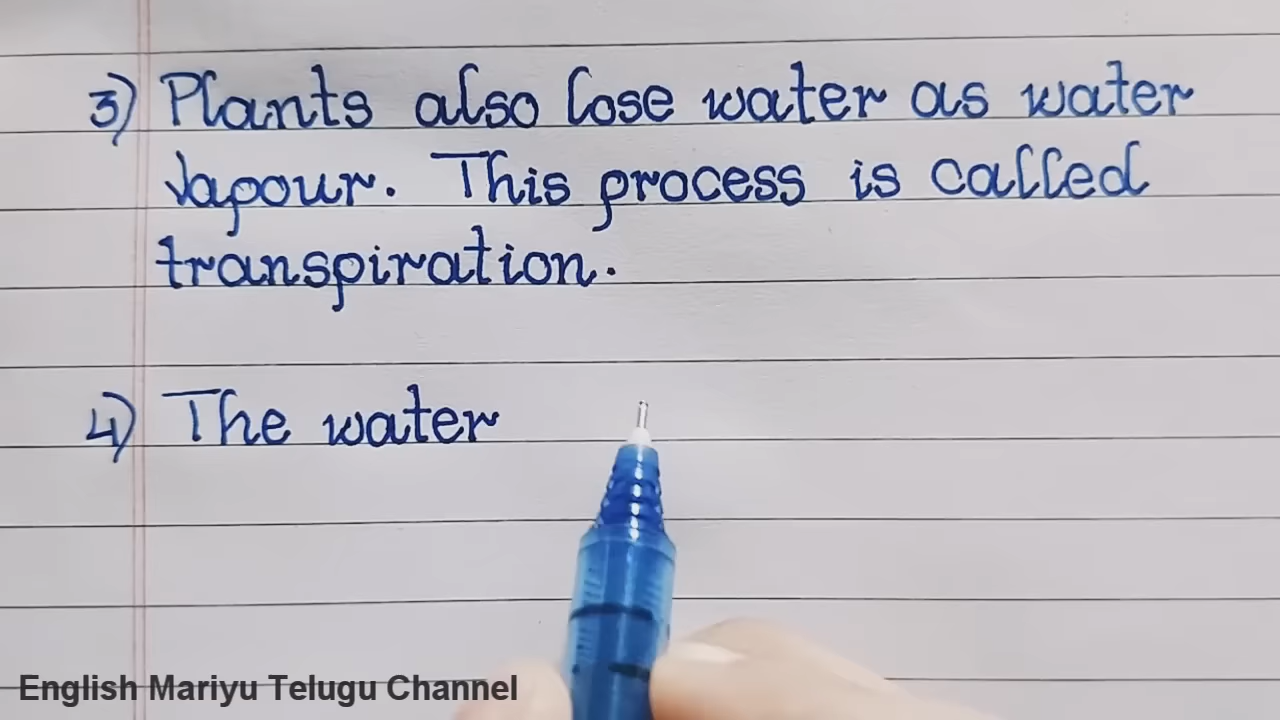 3) Plants also lose water as water
vapour. This process is called
transpiration.
4) The water
English Mariyu Telugu Channel